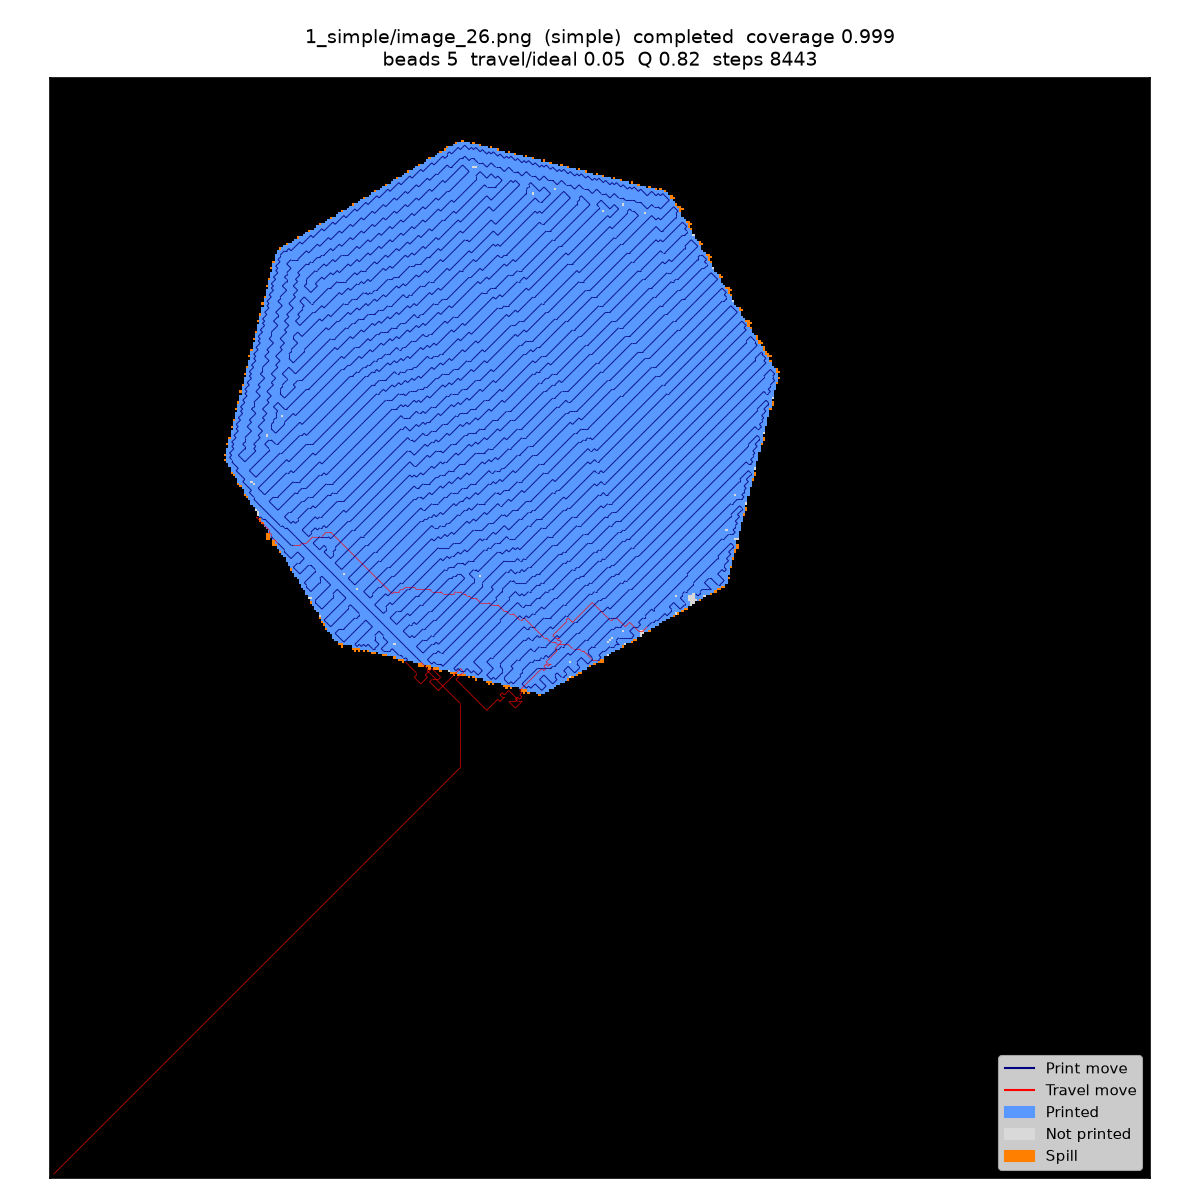 1_simple/image_26.png  (simple)  completed  coverage 0.999
beads 5  travel/ideal 0.05  Q 0.82  steps 8443
Print move
Travel move
Printed
Not printed
Spill